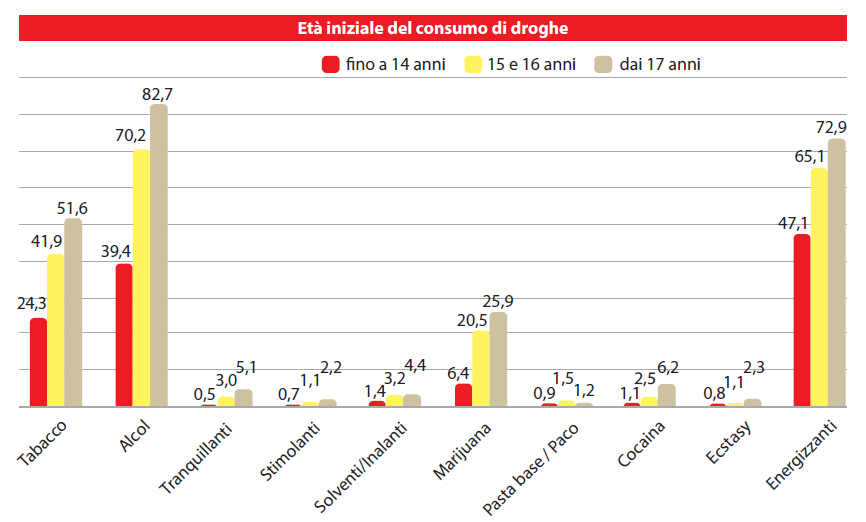 Età iniziale del consumo di droghe
fino a 14 anni 15 e 16 anni dai 17 anni
24,3 41,9 51,6
39,4 70,2 82,7
0,5 3,0 5,1
0,7 1,1 2,2
1,4 3,2 4,4
6,4 20,5 25,9
0,9 1,5 1,2
1,1 2,5 6,2
0,8 1,1 2,3
47,1 65,1 72,9
Tabacco
Alcol
Tranquillanti
Stimolanti
Solventi/Inalanti
Marijuana
Pasta base / Paco
Cocaina
Ecstasy
Energizzanti